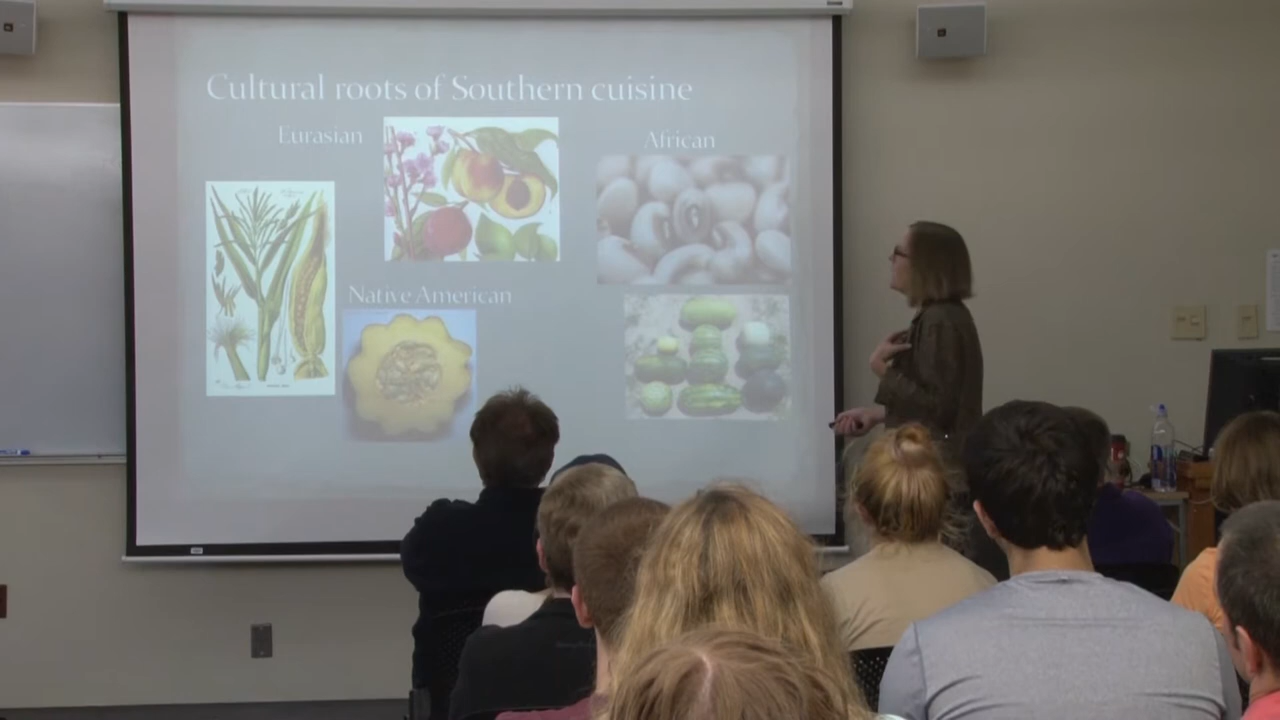 Cultural roots of Southern cuisine
Eurasian
African
Native American